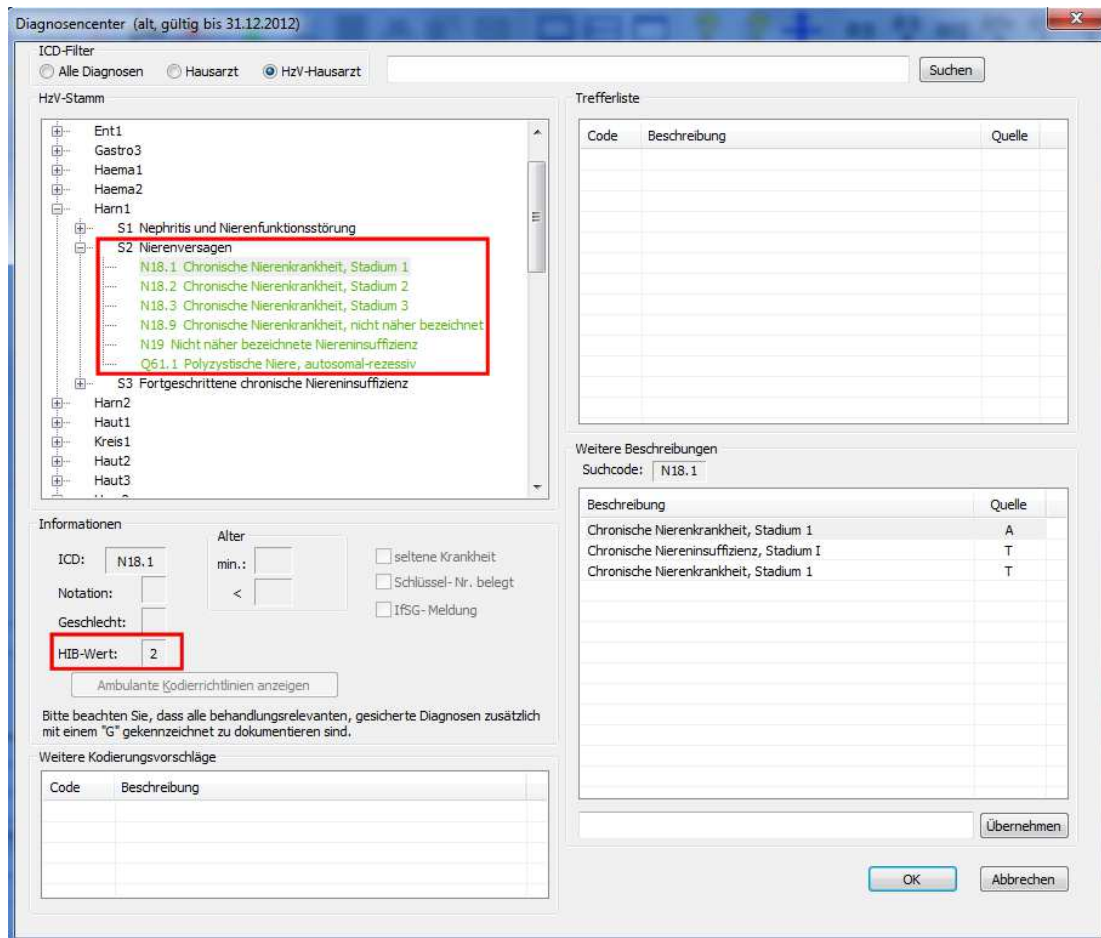 Diagnosencenter (alt, gültig bis 31.12.2012)
ICD-Filter
Alle Diagnosen
Hausarzt
HzV-Hausarzt
Suchen
HzV-Stamm
Ent1
Gastro3
Haema1
Haema2
Harn1
S1 Nephritis und Nierenfunktionsstörung
S2 Nierenversagen
N18.1 Chronische Nierenkrankheit, Stadium 1
N18.2 Chronische Nierenkrankheit, Stadium 2
N18.3 Chronische Nierenkrankheit, Stadium 3
N18.9 Chronische Nierenkrankheit, nicht näher bezeichnet
N19 Nicht näher bezeichnete Niereninsuffizienz
Q61.1 Polyzystische Niere, autosomal-rezessiv
S3 Fortgeschrittene chronische Niereninsuffizienz
Harn2
Haut1
Kreis1
Haut2
Haut3
Trefferliste
Code Beschreibung Quelle
Weitere Beschreibungen
Suchcode: N18.1
Beschreibung Quelle
Chronische Nierenkrankheit, Stadium 1 A
Chronische Niereninsuffizienz, Stadium I T
Chronische Nierenkrankheit, Stadium 1 T
Informationen
ICD: N18.1
Notation:
Geschlecht:
HIB-Wert: 2
Alter
min.:
<
seltene Krankheit
Schlüssel-Nr. belegt
IfSG-Meldung
Ambulante Kodierrichtlinien anzeigen
Bitte beachten Sie, dass alle behandlungsrelevanten, gesicherte Diagnosen zusätzlich
mit einem "G" gekennzeichnet zu dokumentieren sind.
Weitere Kodierungsvorschläge
Code Beschreibung
Übernehmen
OK
Abbrechen